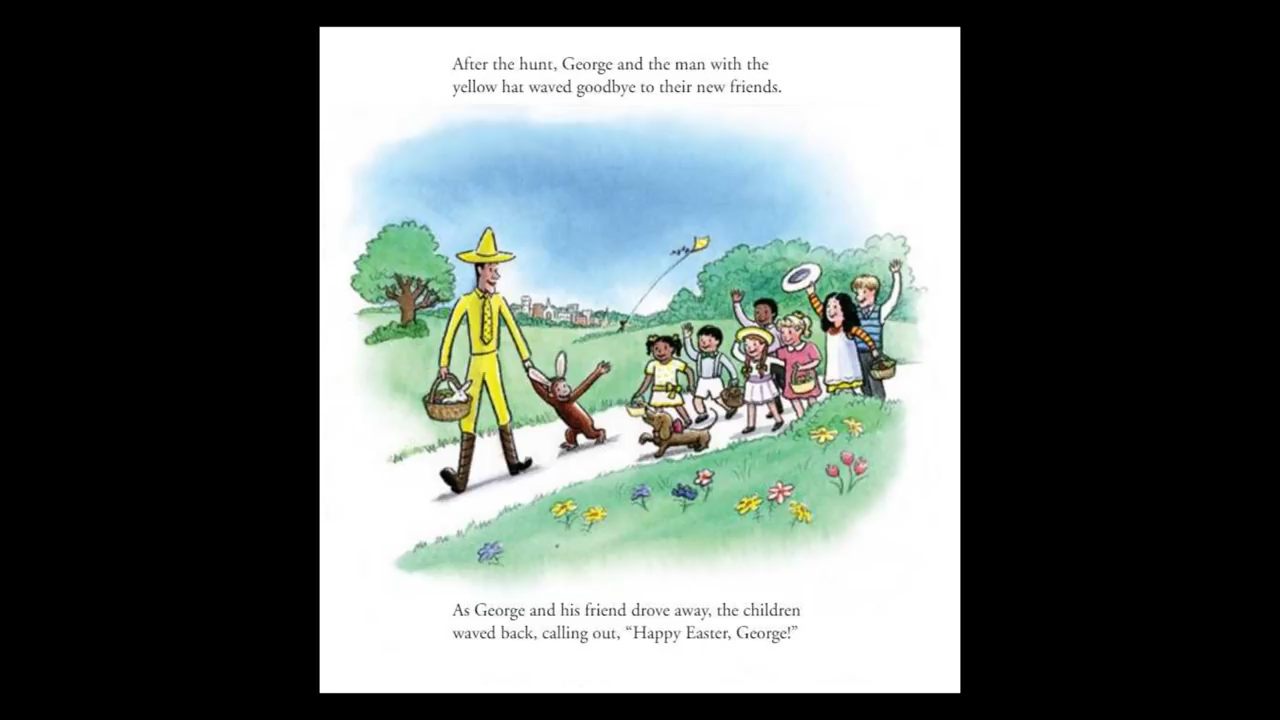 After the hunt, George and the man with the
yellow hat waved goodbye to their new friends.
As George and his friend drove away, the children
waved back, calling out, “Happy Easter, George!”